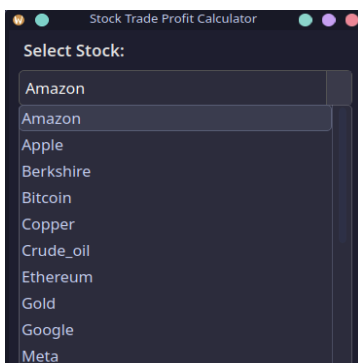 Stock Trade Profit Calculator
Select Stock:
Amazon
Amazon
Apple
Berkshire
Bitcoin
Copper
Crude_oil
Ethereum
Gold
Google
Meta